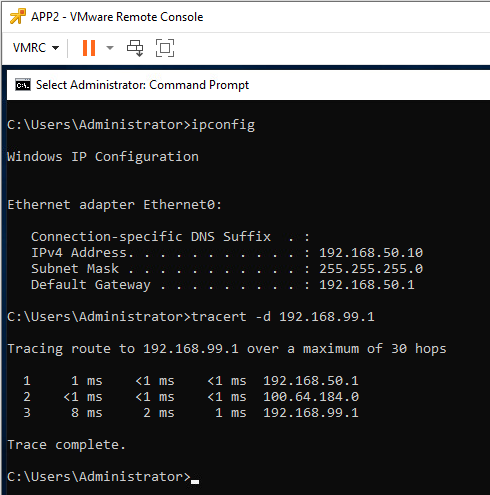 APP2 - VMware Remote Console
VMRC
Select Administrator: Command Prompt
C:\Users\Administrator>ipconfig
Windows IP Configuration
Ethernet adapter Ethernet0:
   Connection-specific DNS Suffix  . :
   IPv4 Address. . . . . . . . . . . : 192.168.50.10
   Subnet Mask . . . . . . . . . . . : 255.255.255.0
   Default Gateway . . . . . . . . . : 192.168.50.1
C:\Users\Administrator>tracert -d 192.168.99.1
Tracing route to 192.168.99.1 over a maximum of 30 hops
  1     1 ms    <1 ms    <1 ms  192.168.50.1
  2    <1 ms    <1 ms    <1 ms  100.64.184.0
  3     8 ms     2 ms     1 ms  192.168.99.1
Trace complete.
C:\Users\Administrator>